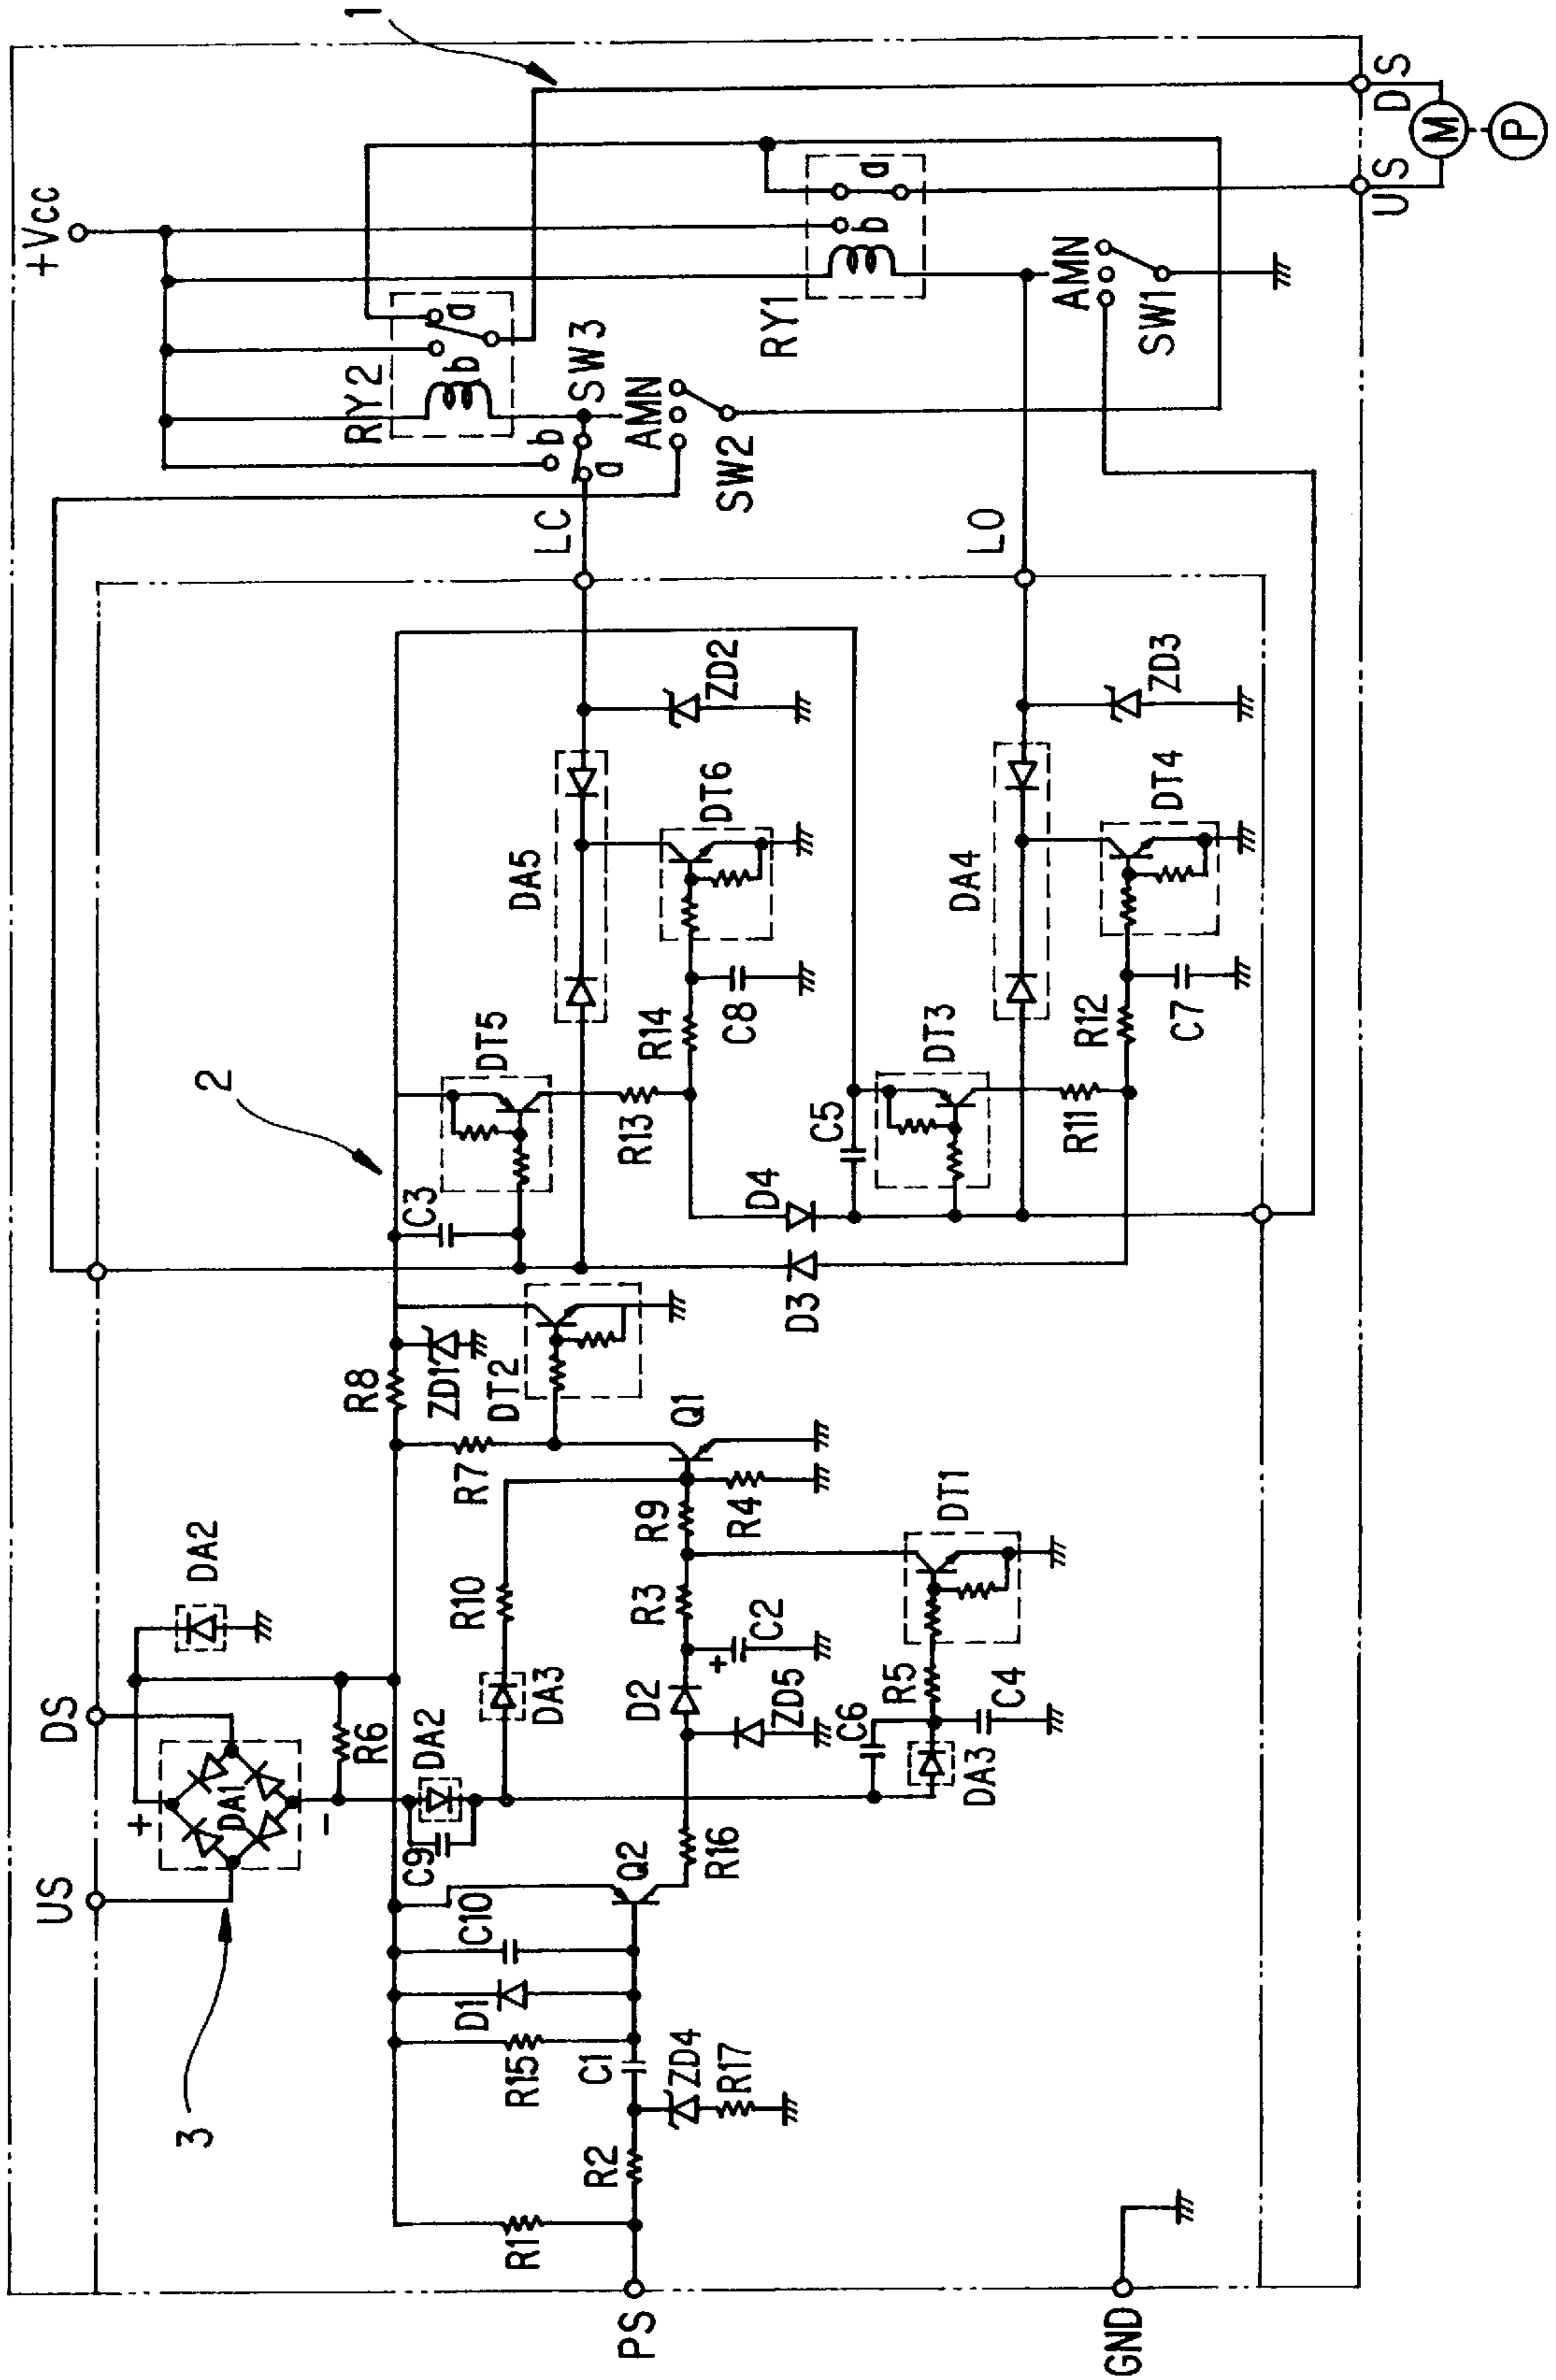 1
+Vcc
D S
U S
M
P
a
b
RY2
RY1
a
b
SW3
b
a
AMN
SW2
AMN
SW1
LC
LO
2
ZD2
ZD3
DA5
DT6
DA4
DT4
DT5
R14
C8
R13
DT3
R12
C7
C5
R11
C3
D4
D3
R8
ZD1
DT2
Q1
R7
R9
R4
DT1
DA2
R10
R3
C2
+
DS
DA3
D2
ZD5
R5
C4
R6
DA2
C6
DA3
DA1
+
-
US
C9
Q2
R16
3
C10
D1
R15
C1
ZD4
R17
R2
R1
PS
GND